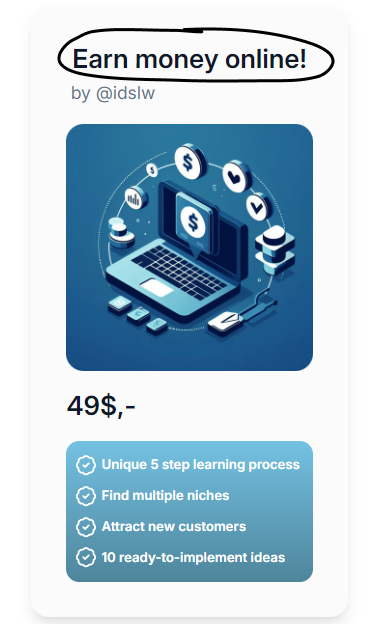 Earn money online!
by @idslw
49$,-
Unique 5 step learning process
Find multiple niches
Attract new customers
10 ready-to-implement ideas